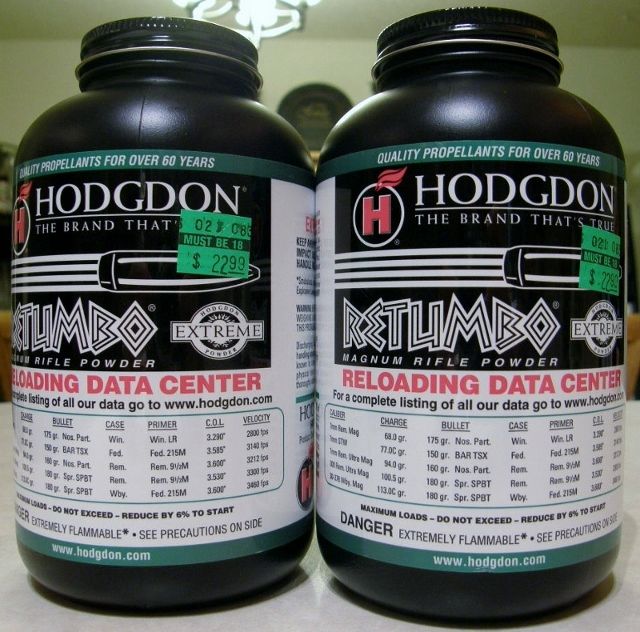 QUALITY PROPELLANTS FOR OVER 60 YEARS
H HODGDON®
THE BRAND THAT'S
MUST BE 18
$ 2299
RETUMBO®
MAGNUM RIFLE POWDER
HODGDON EXTREME POWDER
RELOADING DATA CENTER
complete listing of all our data go to www.hodgdon.com
BULLET CASE PRIMER C.O.L. VELOCITY
175 gr. Nos. Part. Win. Win. LR 3.290" 2800 fps
150 gr. BAR TSX Fed. Fed. 215M 3.585" 3140 fps
160 gr. Nos. Part. Rem. Rem. 9½M 3.600" 3212 fps
180 gr. Spr. SPBT Rem. Rem. 9½M 3.530" 3300 fps
180 gr. Spr. SPBT Wby. Fed. 215M 3.600" 3450 fps
MAXIMUM LOADS – DO NOT EXCEED – REDUCE BY 6% TO START
DANGER EXTREMELY FLAMMABLE* • SEE PRECAUTIONS ON SIDE
www.hodgdon.com
QUALITY PROPELLANTS FOR OVER 60 YEARS
H® HODGDON
THE BRAND THAT'S TRUE
MUST BE 18
RETUMBO®
MAGNUM RIFLE POWDER
HODGDON EXTREME POWDER
RELOADING DATA CENTER
For a complete listing of all our data go to www.hodgdon.com
CALIBER CHARGE BULLET CASE PRIMER C.O.L.
7mm Rem. Mag 68.0 gr. 175 gr. Nos. Part. Win. Win. LR 3.290"
7mm STW 77.0C gr. 150 gr. BAR TSX Fed. Fed. 215M
7mm Rem. Ultra Mag 94.0 gr. 160 gr. Nos. Part. Rem. Rem. 9½M 3.600"
300 Rem. Ultra Mag 100.5 gr. 180 gr. Spr. SPBT Rem. Rem. 9½M
30-378 Wby. Mag 113.0C gr. 180 gr. Spr. SPBT Wby. Fed. 215M 3.600"
MAXIMUM LOADS – DO NOT EXCEED – REDUCE BY 6% TO START
DANGER EXTREMELY FLAMMABLE* • SEE PRECAUTIONS ON SIDE
www.hodgdon.com